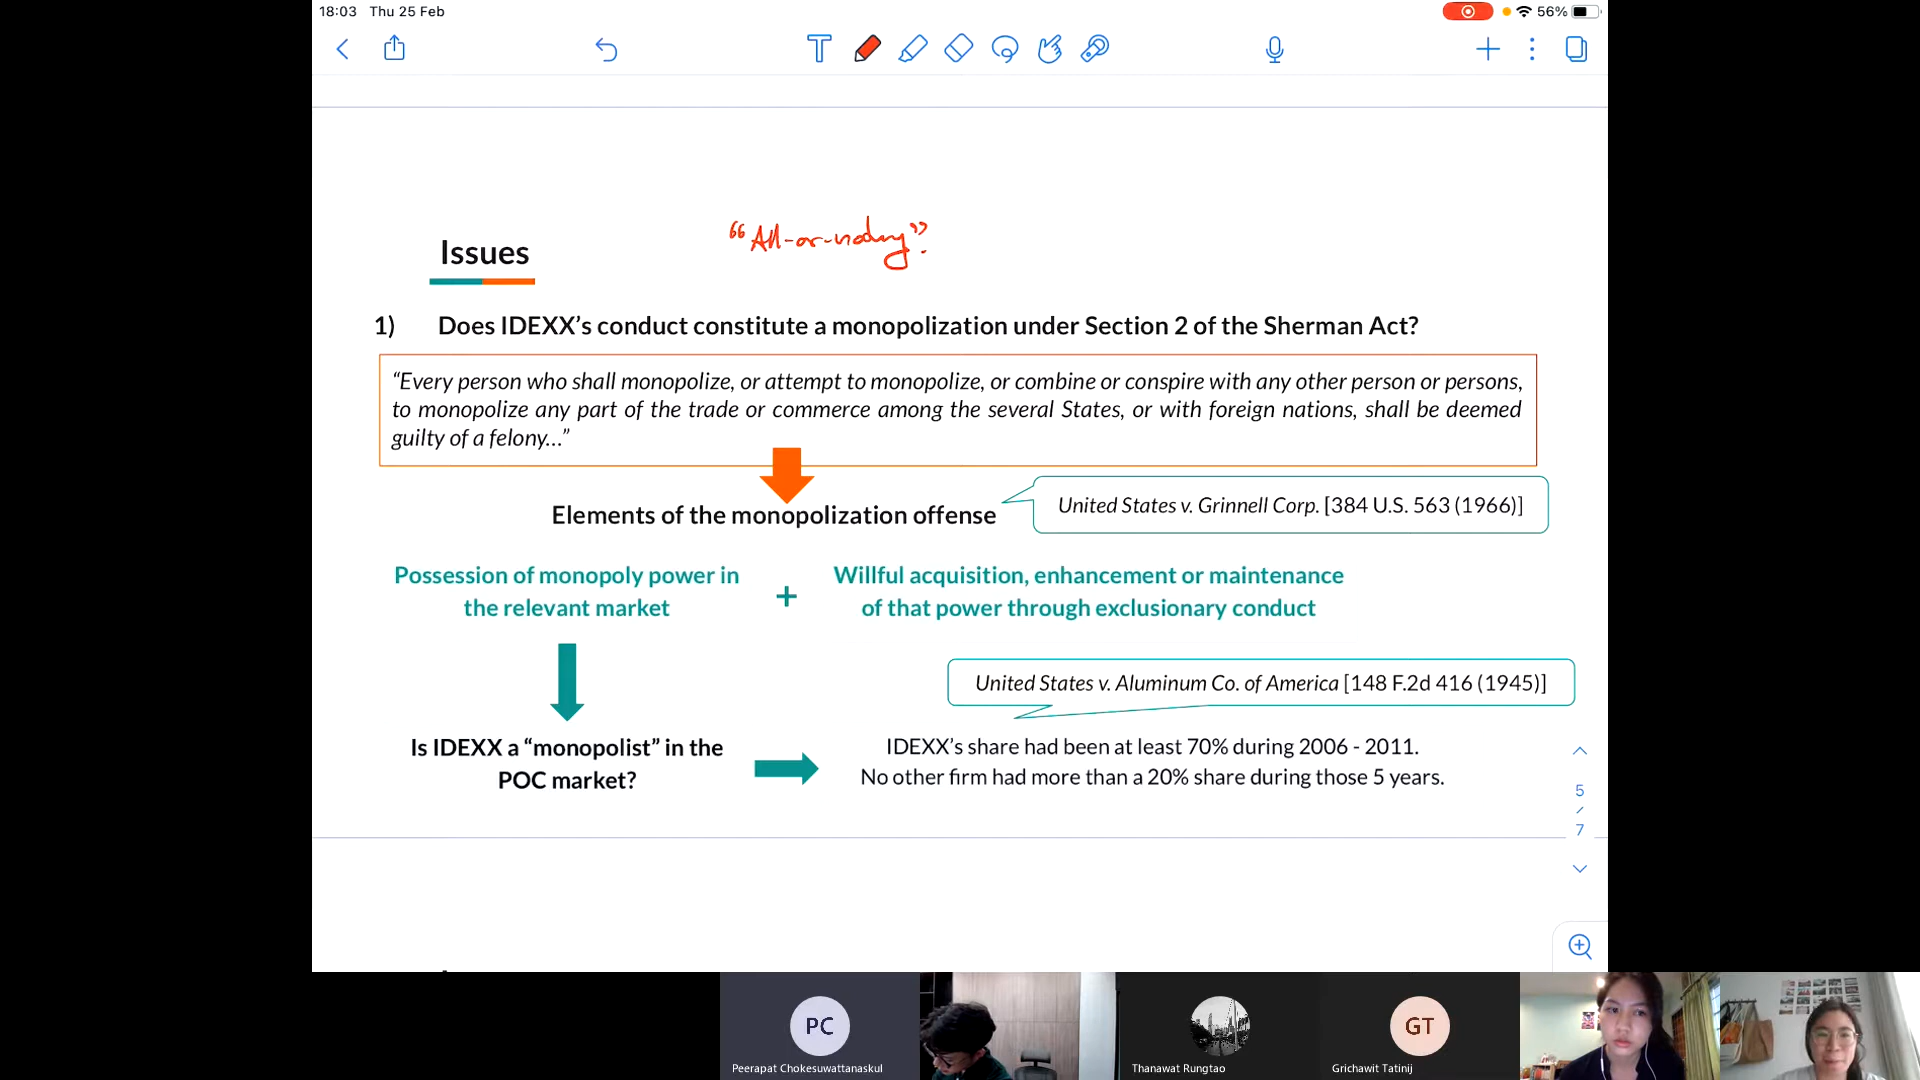 18:03 Thu 25 Feb
56%
“All-or-nothing”?
Issues
1) Does IDEXX’s conduct constitute a monopolization under Section 2 of the Sherman Act?
“Every person who shall monopolize, or attempt to monopolize, or combine or conspire with any other person or persons,
to monopolize any part of the trade or commerce among the several States, or with foreign nations, shall be deemed
guilty of a felony…”
Elements of the monopolization offense
United States v. Grinnell Corp. [384 U.S. 563 (1966)]
Possession of monopoly power in
the relevant market
+
Willful acquisition, enhancement or maintenance
of that power through exclusionary conduct
United States v. Aluminum Co. of America [148 F.2d 416 (1945)]
Is IDEXX a “monopolist” in the
POC market?
IDEXX’s share had been at least 70% during 2006 - 2011.
No other firm had more than a 20% share during those 5 years.
5
/
7
PC
GT
Peerapat Chokesuwattanaskul
Thanawat Rungtao
Grichawit Tatinij